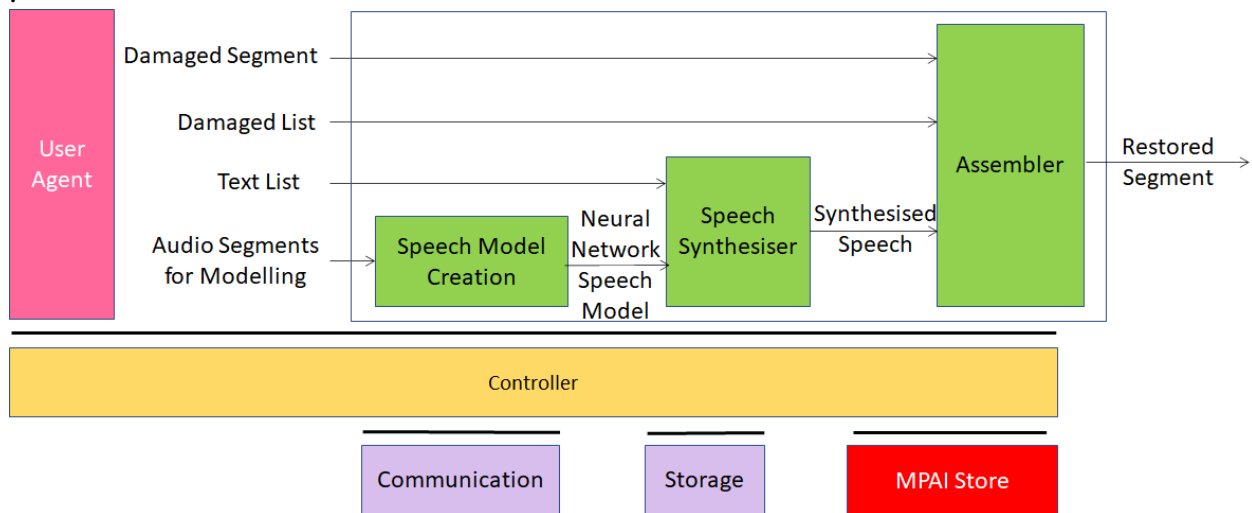 Damaged Segment
Damaged List
User
Agent
Text List
Audio Segments
for Modelling
Speech Model
Creation
Neural
Network
Speech
Model
Speech
Synthesiser
Synthesised
Speech
Assembler
Restored
Segment
Controller
Communication
Storage
MPAI Store